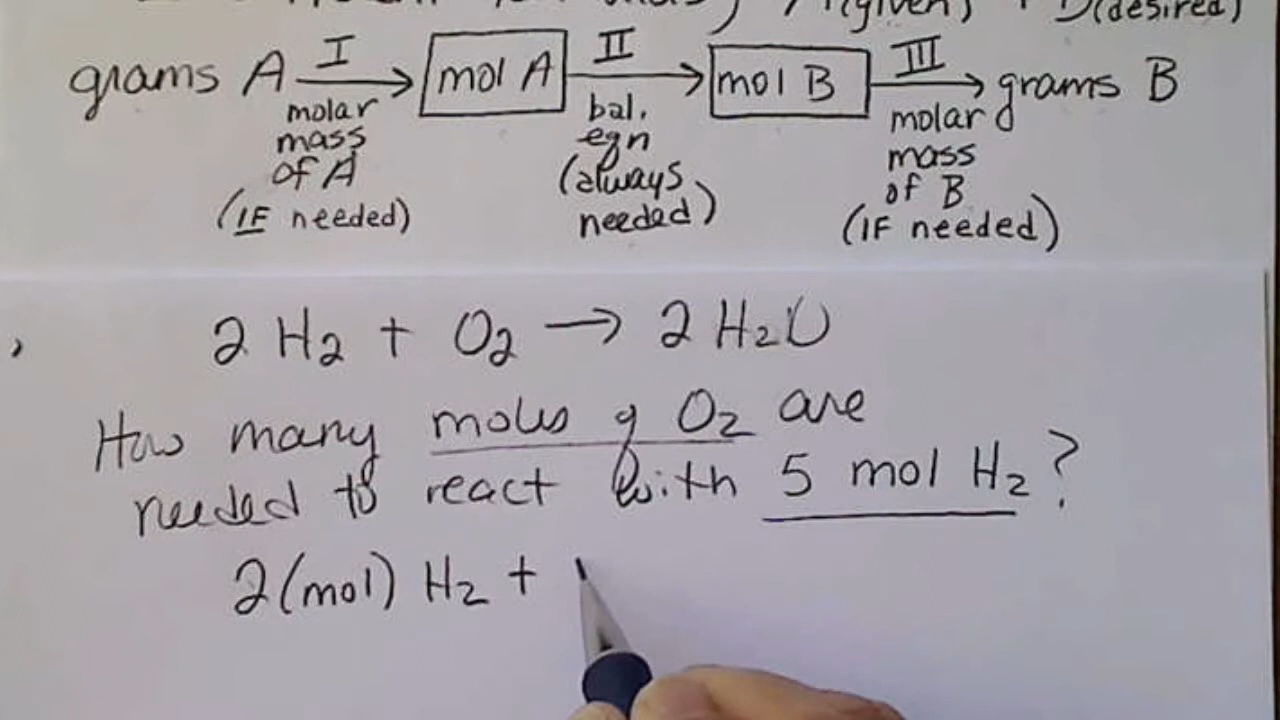 (given) (desired)
grams A I mol A II mol B III grams B
molar mass of A (IF needed)
bal. eqn (always needed)
molar mass of B (IF needed)
2 H2 + O2 → 2 H2O
How many moles of O2 are
needed to react with 5 mol H2?
2(mol) H2 +